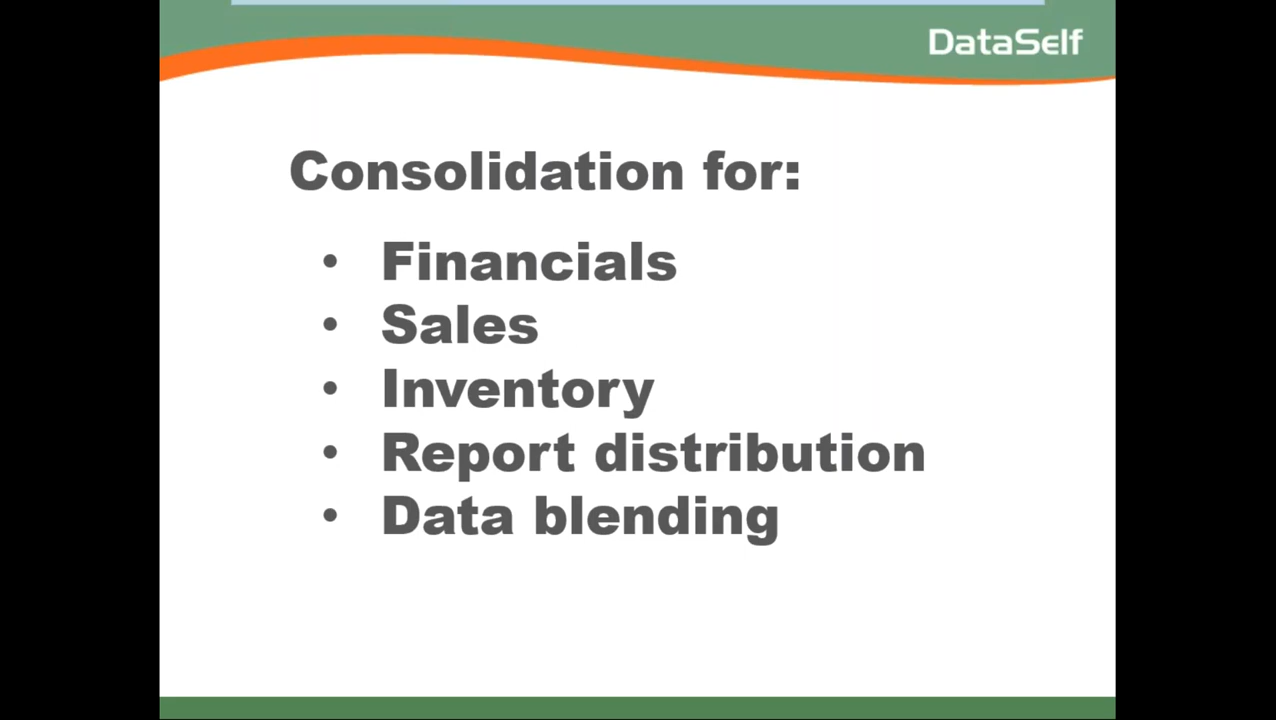 DataSelf
Consolidation for:
• Financials
• Sales
• Inventory
• Report distribution
• Data blending